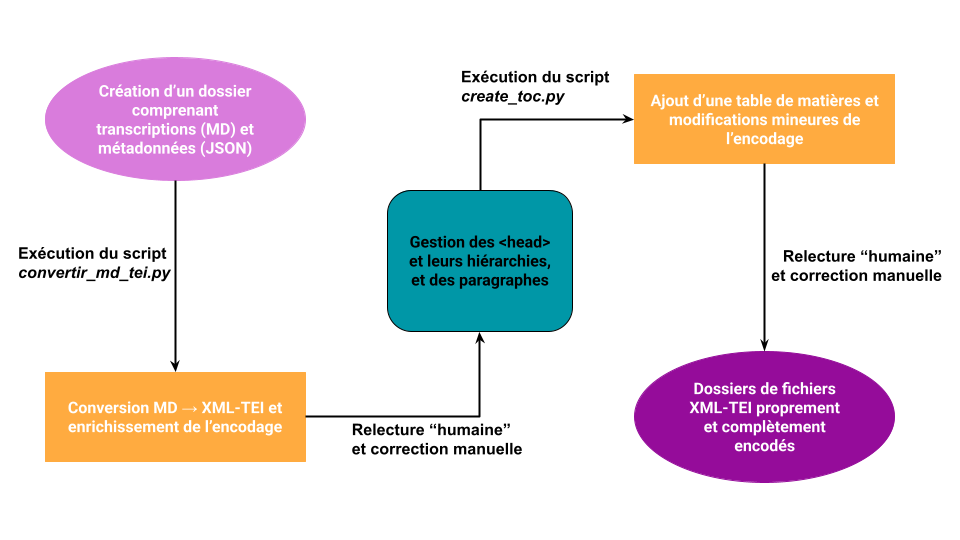 Création d’un dossier
comprenant
transcriptions (MD) et
métadonnées (JSON)
Exécution du script
convertir_md_tei.py
Conversion MD → XML-TEI et
enrichissement de l’encodage
Relecture “humaine”
et correction manuelle
Gestion des <head>
et leurs hiérarchies,
et des paragraphes
Exécution du script
create_toc.py
Ajout d’une table de matières et
modifications mineures de
l’encodage
Relecture “humaine”
et correction manuelle
Dossiers de fichiers
XML-TEI proprement
et complètement
encodés